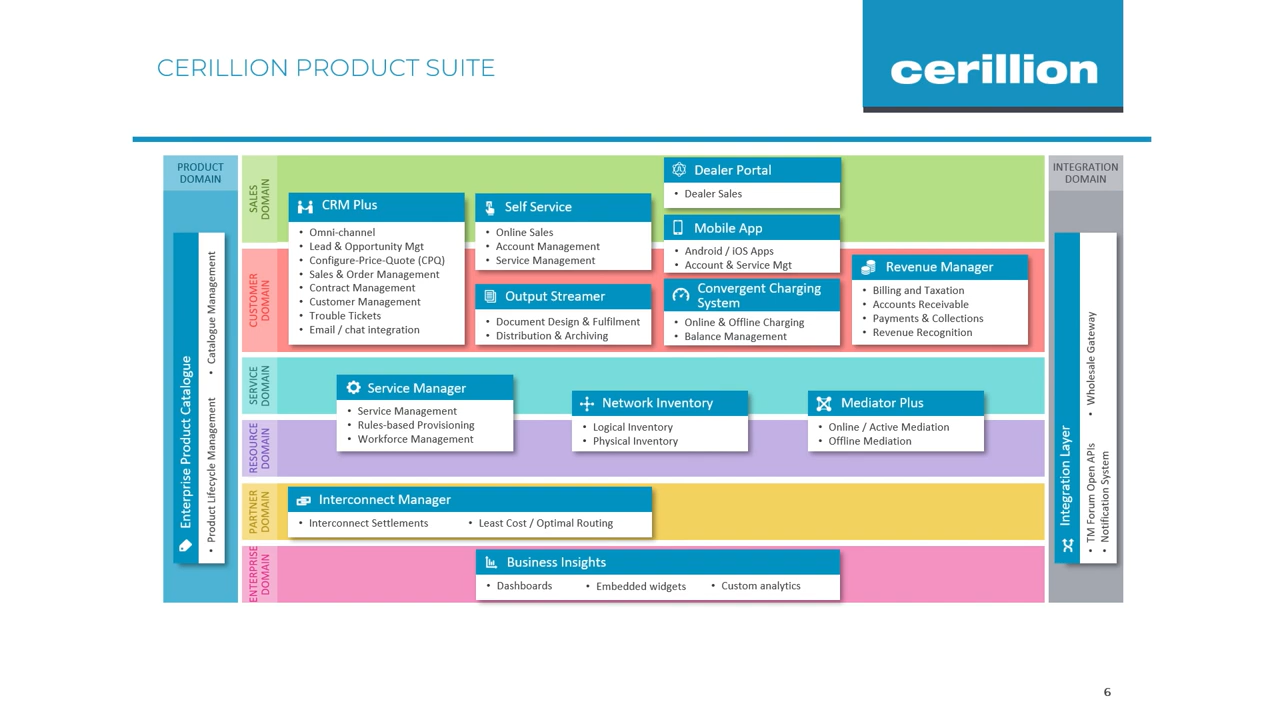 CERILLION PRODUCT SUITE
cerillion
PRODUCT
DOMAIN
Enterprise Product Catalogue
• Product Lifecycle Management
• Catalogue Management
SALES
DOMAIN
CUSTOMER
DOMAIN
SERVICE
DOMAIN
RESOURCE
DOMAIN
PARTNER
DOMAIN
ENTERPRISE
DOMAIN
CRM Plus
• Omni-channel
• Lead & Opportunity Mgt
• Configure-Price-Quote (CPQ)
• Sales & Order Management
• Contract Management
• Customer Management
• Trouble Tickets
• Email / chat integration
Self Service
• Online Sales
• Account Management
• Service Management
Output Streamer
• Document Design & Fulfilment
• Distribution & Archiving
Dealer Portal
• Dealer Sales
Mobile App
• Android / iOS Apps
• Account & Service Mgt
Convergent Charging
System
• Online & Offline Charging
• Balance Management
Revenue Manager
• Billing and Taxation
• Accounts Receivable
• Payments & Collections
• Revenue Recognition
Service Manager
• Service Management
• Rules-based Provisioning
• Workforce Management
Network Inventory
• Logical Inventory
• Physical Inventory
Mediator Plus
• Online / Active Mediation
• Offline Mediation
Interconnect Manager
• Interconnect Settlements
• Least Cost / Optimal Routing
Business Insights
• Dashboards
• Embedded widgets
• Custom analytics
INTEGRATION
DOMAIN
Integration Layer
• TM Forum Open APIs
• Wholesale Gateway
• Notification System
6